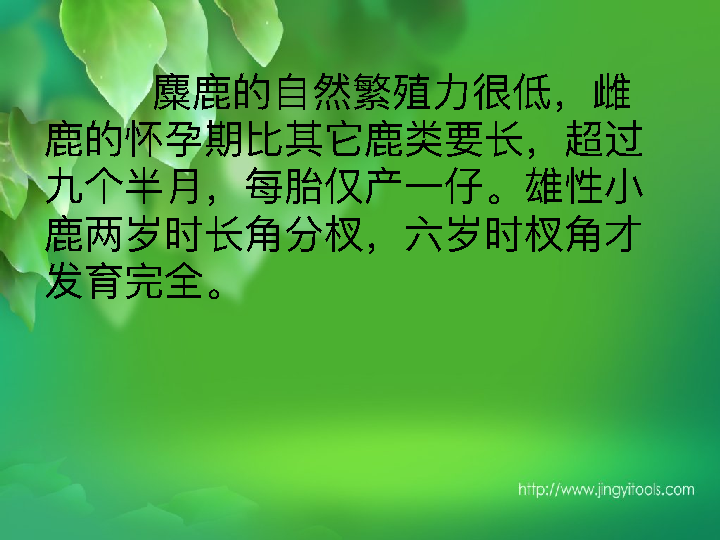 麋鹿的自然繁殖力很低，雌
鹿的怀孕期比其它鹿类要长，超过
九个半月，每胎仅产一仔。雄性小
鹿两岁时长角分杈，六岁时杈角才
发育完全。
http://www.jingyitools.com